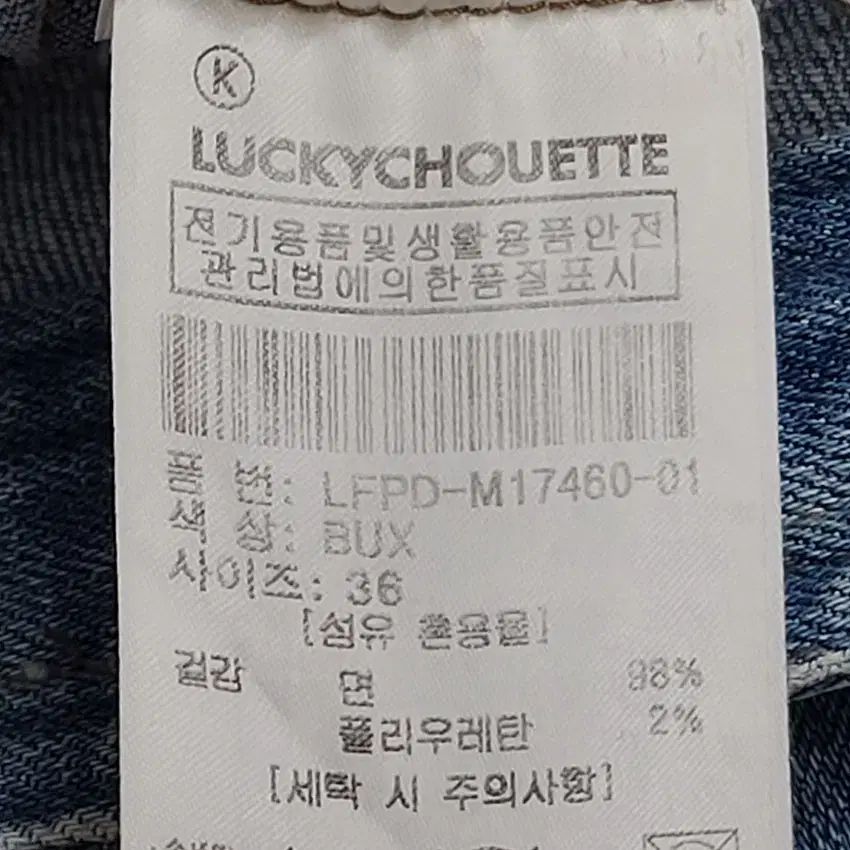 K
LUCKYCHOUETTE
전기용품및생활용품안전
관리법에의한품질표시
품 번: LFPD-M17460-01
색 상: BUX
사이즈: 36
[섬유 혼용율]
겉감 면 98%
폴리우레탄 2%
[세탁 시 주의사항]